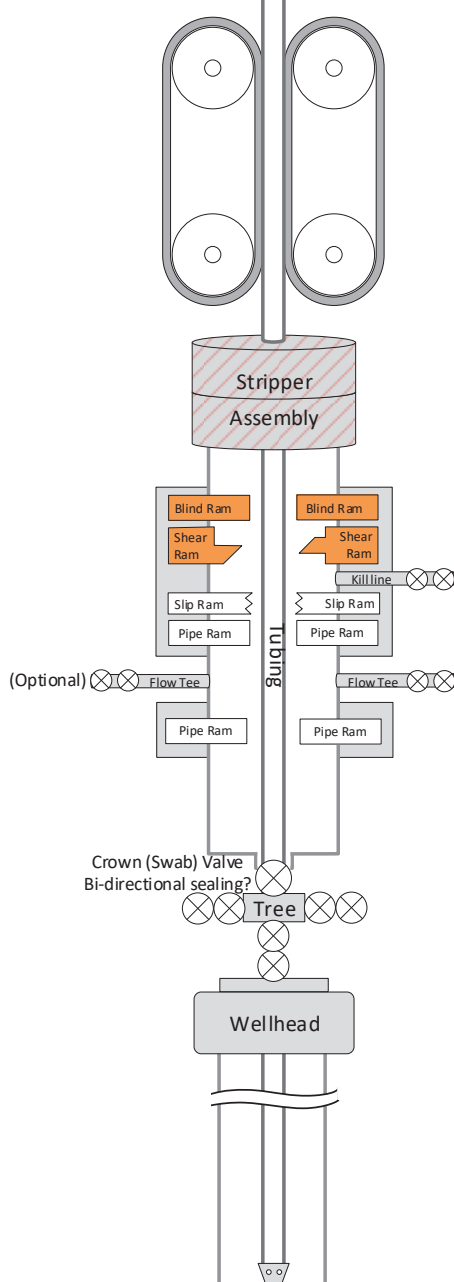 Stripper
Assembly
Blind Ram
Blind Ram
Shear
Ram
Shear
Ram
Kill line
Slip Ram
Slip Ram
Pipe Ram
Pipe Ram
Tubing
(Optional)
Flow Tee
Flow Tee
Pipe Ram
Pipe Ram
Crown (Swab) Valve
Bi-directional sealing?
Tree
Wellhead